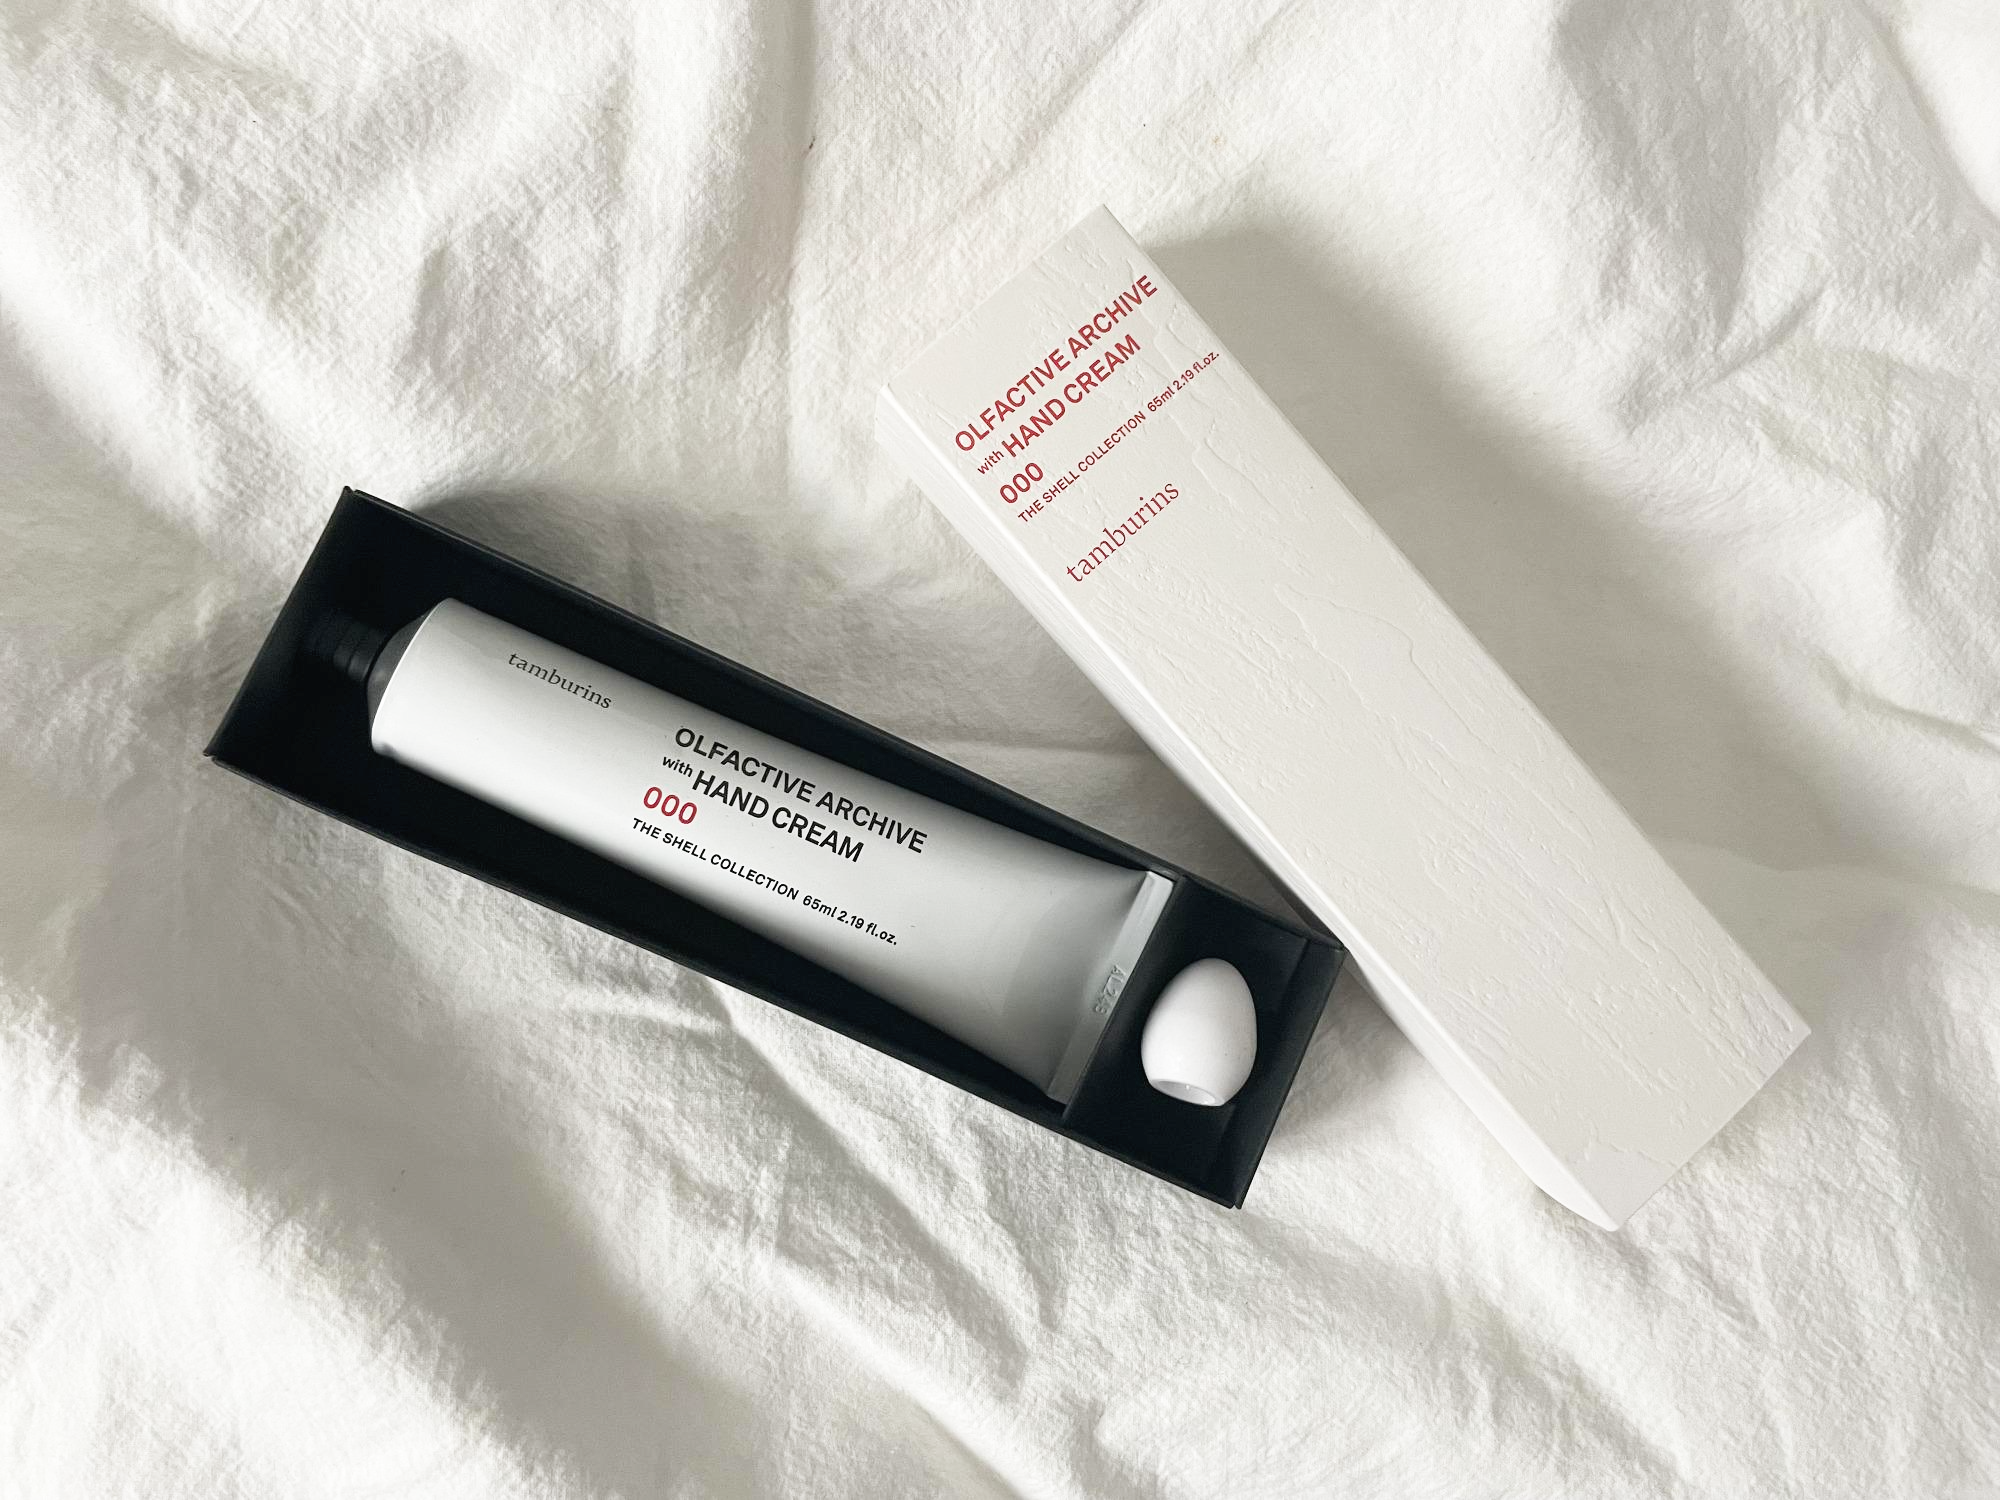 OLFACTIVE ARCHIVE
with HAND CREAM
000
THE SHELL COLLECTION 65ml 2.19 fl.oz.
tamburins
tamburins
OLFACTIVE ARCHIVE
with HAND CREAM
000
THE SHELL COLLECTION 65ml 2.19 fl.oz.